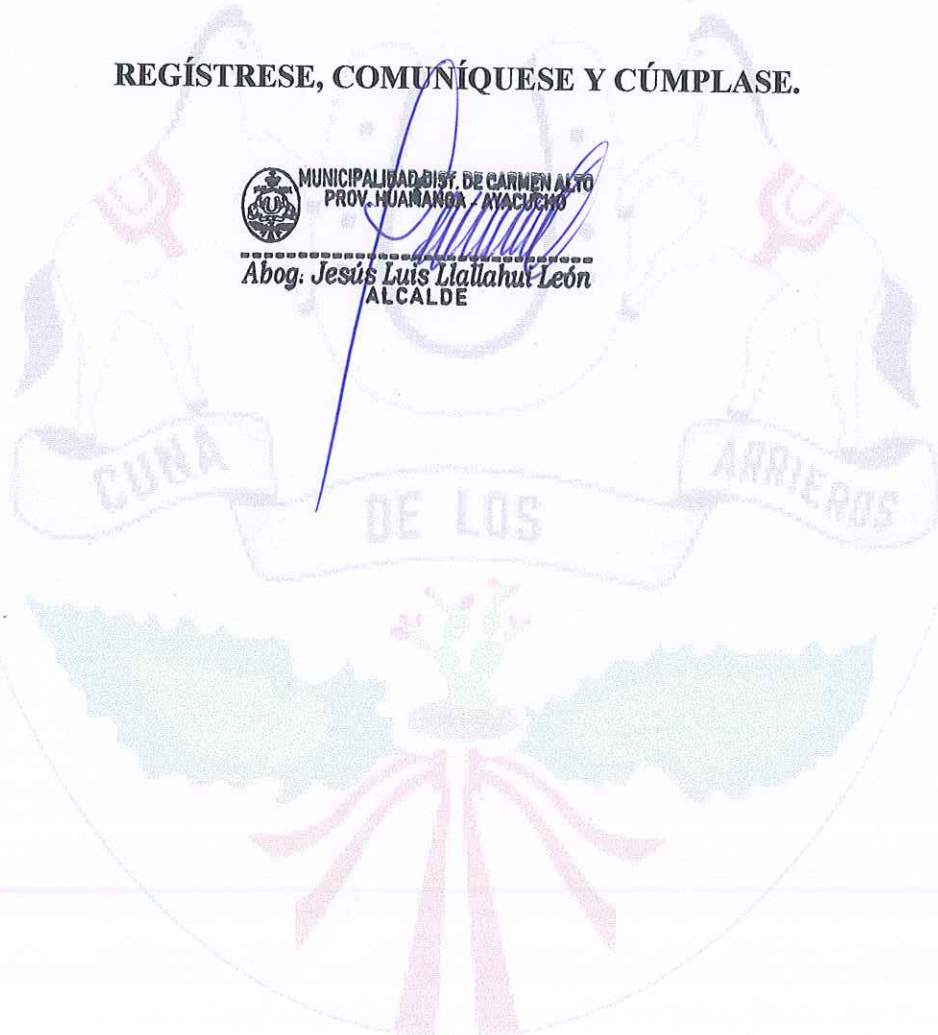 REGÍSTRESE, COMUNÍQUESE Y CÚMPLASE.
MUNICIPALIDAD DIST. DE CARMEN ALTO
PROV. HUAMANGA - AYACUCHO
Abog. Jesús Luis Llallahui León
ALCALDE
CUNA
DE LOS
ARRIEROS